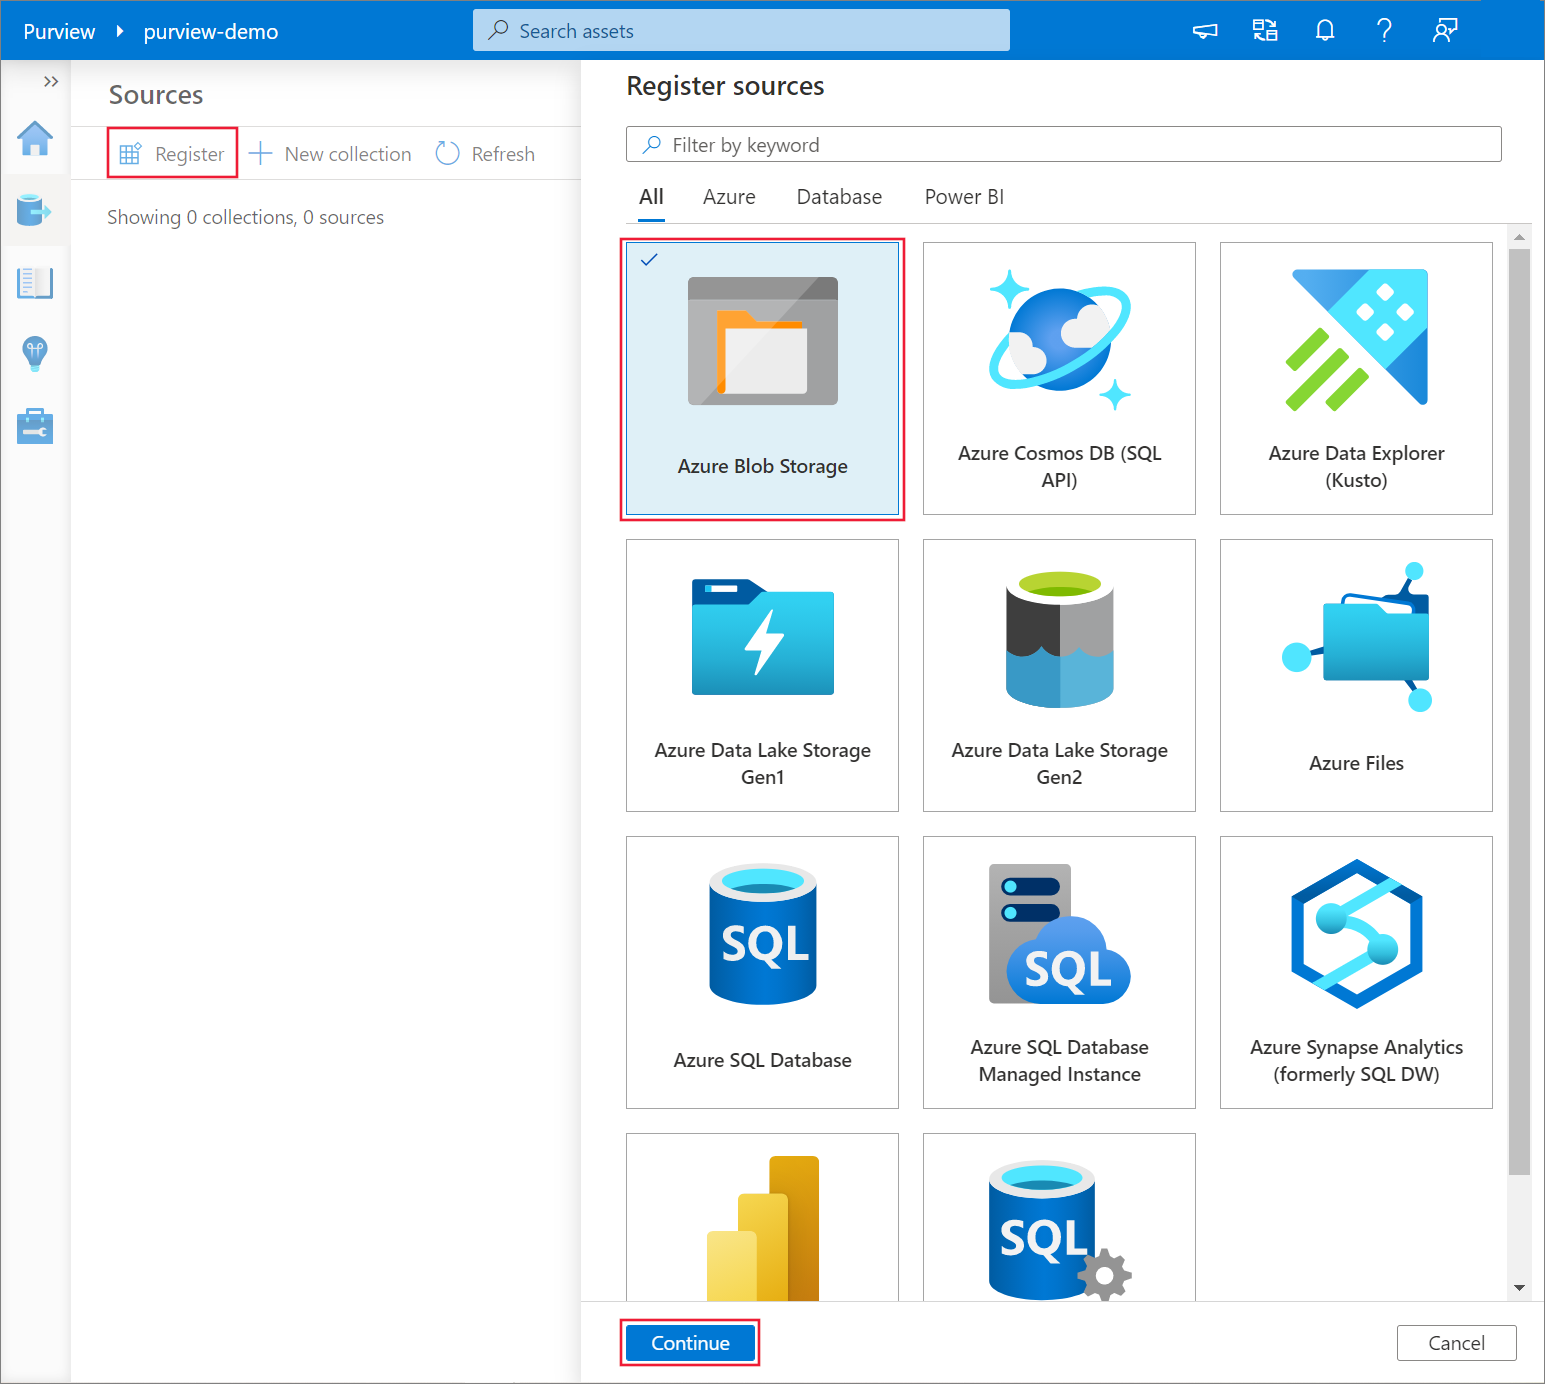 Purview
purview-demo
Search assets
Sources
Register
New collection
Refresh
Showing 0 collections, 0 sources
Register sources
Filter by keyword
All
Azure
Database
Power BI
Azure Blob Storage
Azure Cosmos DB (SQL
API)
Azure Data Explorer
(Kusto)
Azure Data Lake Storage
Gen1
Azure Data Lake Storage
Gen2
Azure Files
SQL
Azure SQL Database
SQL
Azure SQL Database
Managed Instance
Azure Synapse Analytics
(formerly SQL DW)
SQL
Continue
Cancel